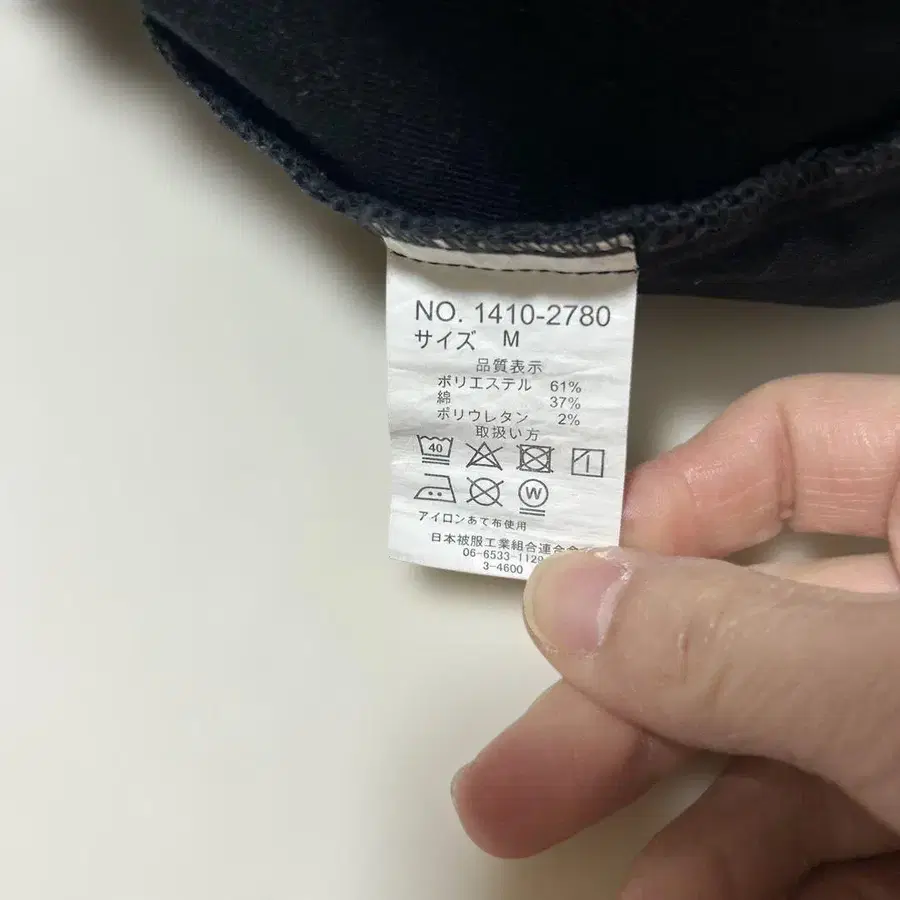 NO. 1410-2780
サイズ M
品質表示
ポリエステル 61%
綿 37%
ポリウレタン 2%
取扱い方
40
W
アイロンあて布使用
日本被服工業組合連合会
06-6533-112
3-4600